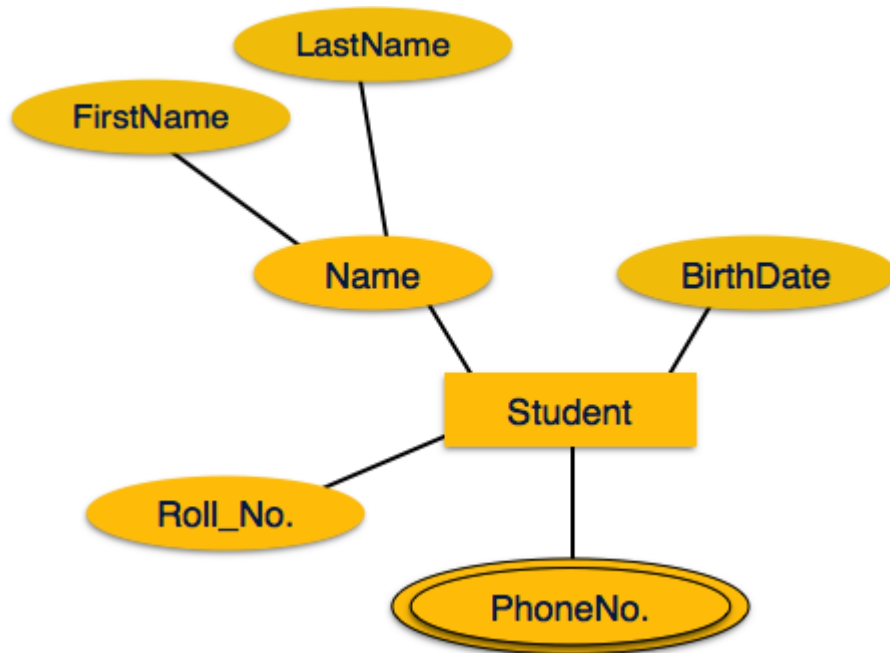 LastName
FirstName
Name
BirthDate
Student
Roll_No.
PhoneNo.